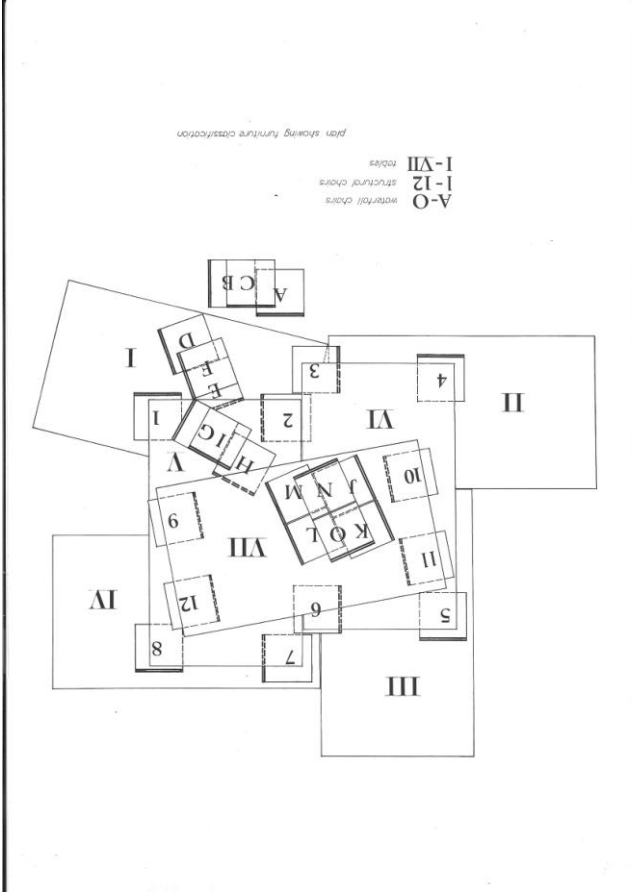 III
7
8
5
6
12
IV
11
VII
K O L
9
J N M
10
H
V
I G
VI
2
1
II
E
4
3
F
I
D
A
C B
A-O waterfall chairs
1-12 structural chairs
I-VII tables
plan showing furniture classification